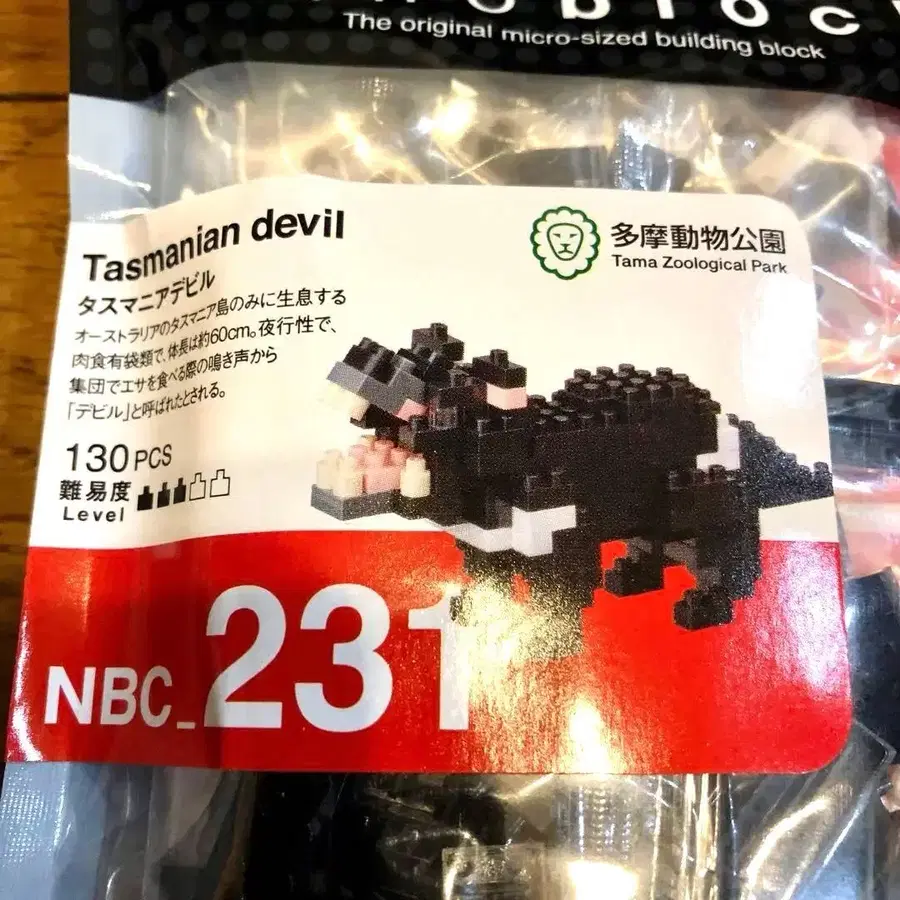 The original micro-sized building block
Tasmanian devil
タスマニアデビル
オーストラリアのタスマニア島のみに生息する
肉食有袋類で、体長は約60cm。夜行性で、
集団でエサを食べる際の鳴き声から
「デビル」と呼ばれたとされる。
130 PCS
難易度
Level
多摩動物公園
Tama Zoological Park
NBC_231